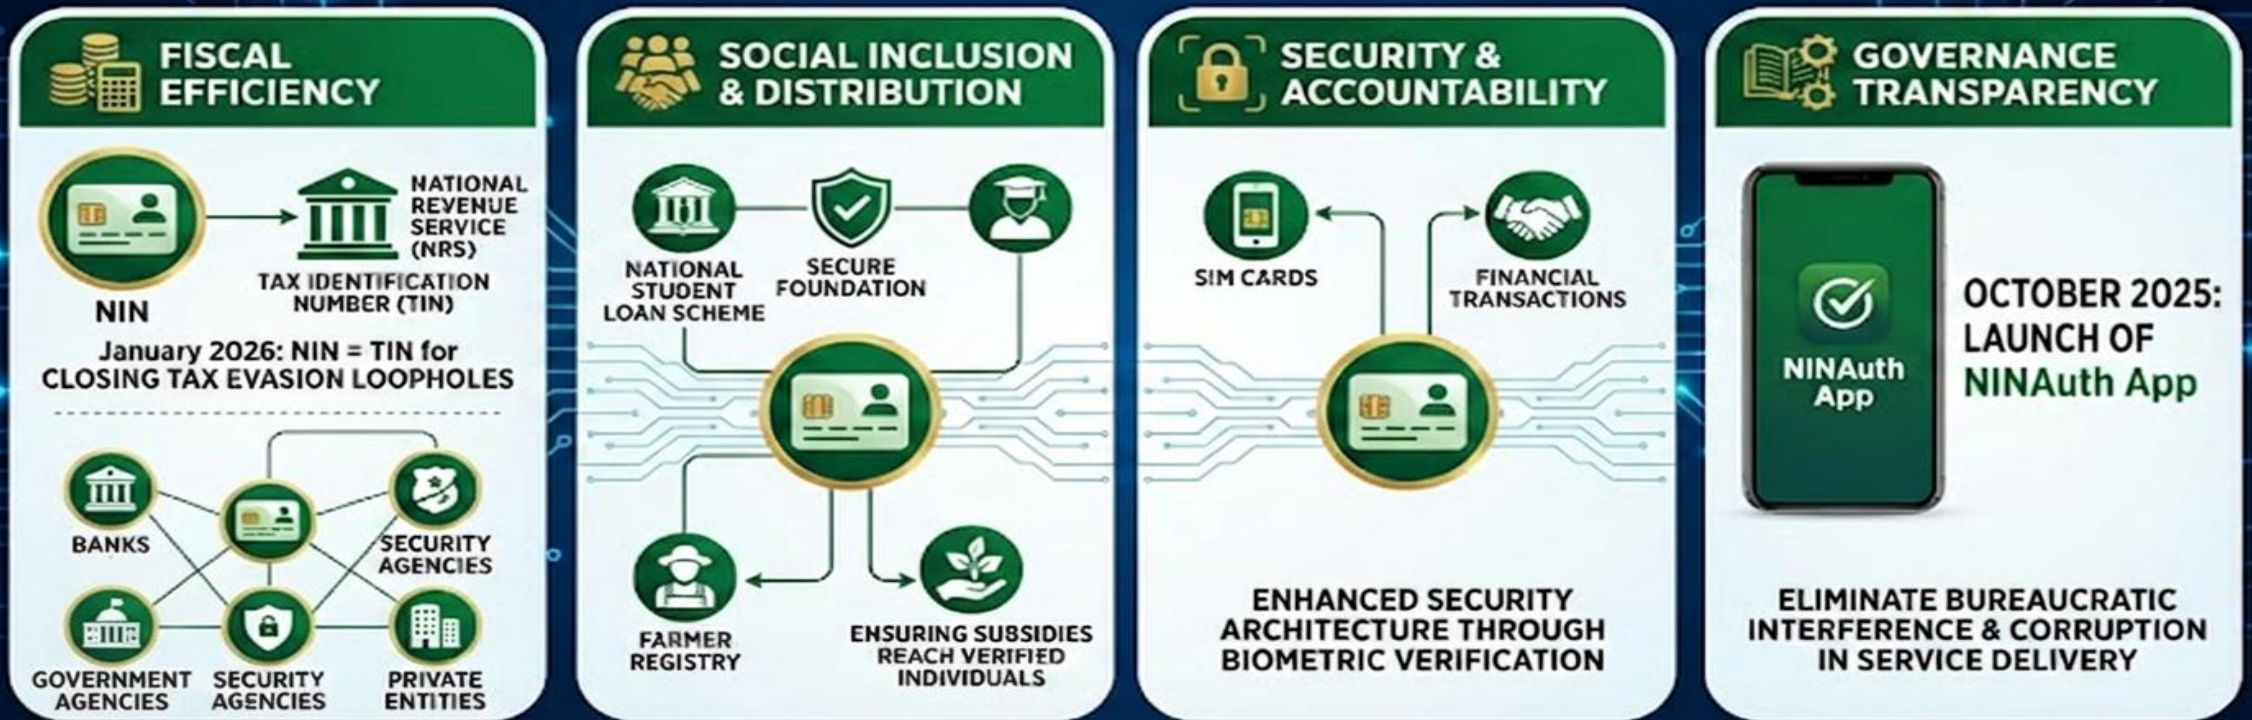 FISCAL
EFFICIENCY
NATIONAL
REVENUE
SERVICE
(NRS)
TAX IDENTIFICATION
NUMBER (TIN)
NIN
January 2026: NIN = TIN for
CLOSING TAX EVASION LOOPHOLES
BANKS
SECURITY
AGENCIES
GOVERNMENT
AGENCIES
SECURITY
AGENCIES
PRIVATE
ENTITIES
SOCIAL INCLUSION
& DISTRIBUTION
NATIONAL
STUDENT
LOAN SCHEME
SECURE
FOUNDATION
FARMER
REGISTRY
ENSURING SUBSIDIES
REACH VERIFIED
INDIVIDUALS
SECURITY &
ACCOUNTABILITY
SIM CARDS
FINANCIAL
TRANSACTIONS
ENHANCED SECURITY
ARCHITECTURE THROUGH
BIOMETRIC VERIFICATION
GOVERNANCE
TRANSPARENCY
NINAuth
App
OCTOBER 2025:
LAUNCH OF
NINAuth App
ELIMINATE BUREAUCRATIC
INTERFERENCE & CORRUPTION
IN SERVICE DELIVERY